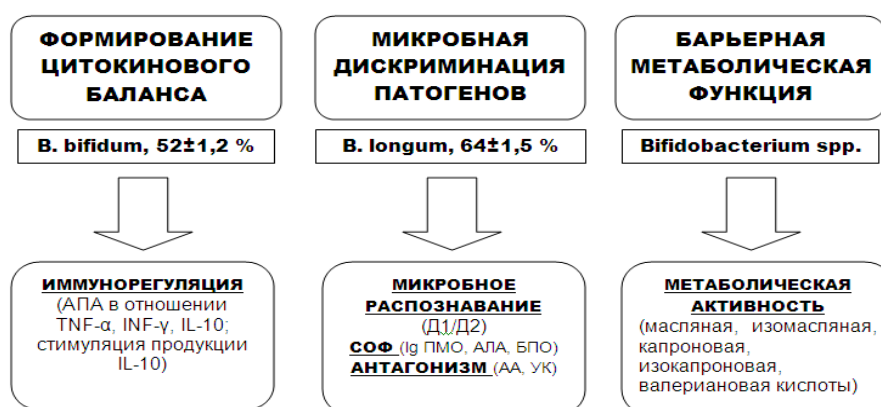 ФОРМИРОВАНИЕ
ЦИТОКИНОВОГО
БАЛАНСА
B. bifidum, 52±1,2 %
ИММУНОРЕГУЛЯЦИЯ
(АПА в отношении
TNF-α, INF-γ, IL-10;
стимуляция продукции
IL-10)
МИКРОБНАЯ
ДИСКРИМИНАЦИЯ
ПАТОГЕНОВ
B. longum, 64±1,5 %
МИКРОБНОЕ
РАСПОЗНАВАНИЕ
(Д1/Д2)
СОФ (Ig ПМО, АЛА, БПО)
АНТАГОНИЗМ (АА, УК)
БАРЬЕРНАЯ
МЕТАБОЛИЧЕСКАЯ
ФУНКЦИЯ
Bifidobacterium spp.
МЕТАБОЛИЧЕСКАЯ
АКТИВНОСТЬ
(масляная, изомасляная,
капроновая,
изокапроновая,
валериановая кислоты)